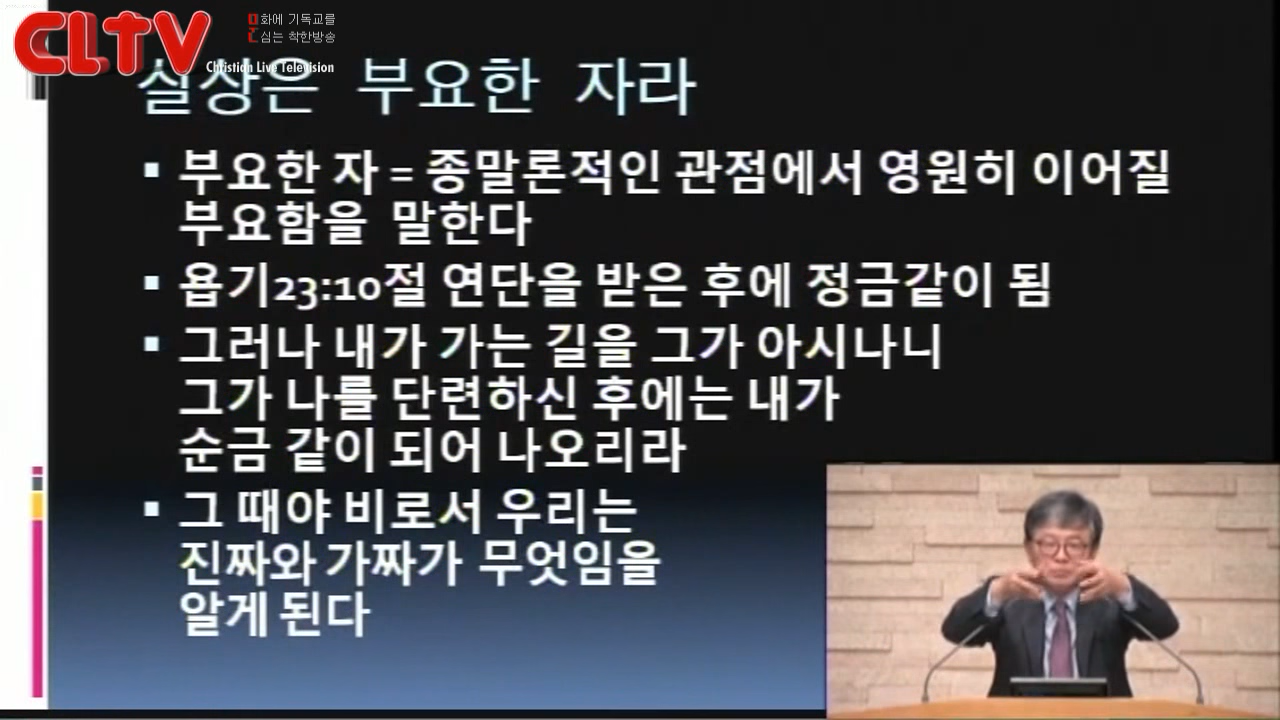 CLTV
문화에 기독교를
심는 착한방송
Christian Live Television
실상은 부요한 자라
▪ 부요한 자 = 종말론적인 관점에서 영원히 이어질
부요함을 말한다
▪ 욥기23:10절 연단을 받은 후에 정금같이 됨
▪ 그러나 내가 가는 길을 그가 아시나니
그가 나를 단련하신 후에는 내가
순금 같이 되어 나오리라
▪ 그 때야 비로서 우리는
진짜와 가짜가 무엇임을
알게 된다